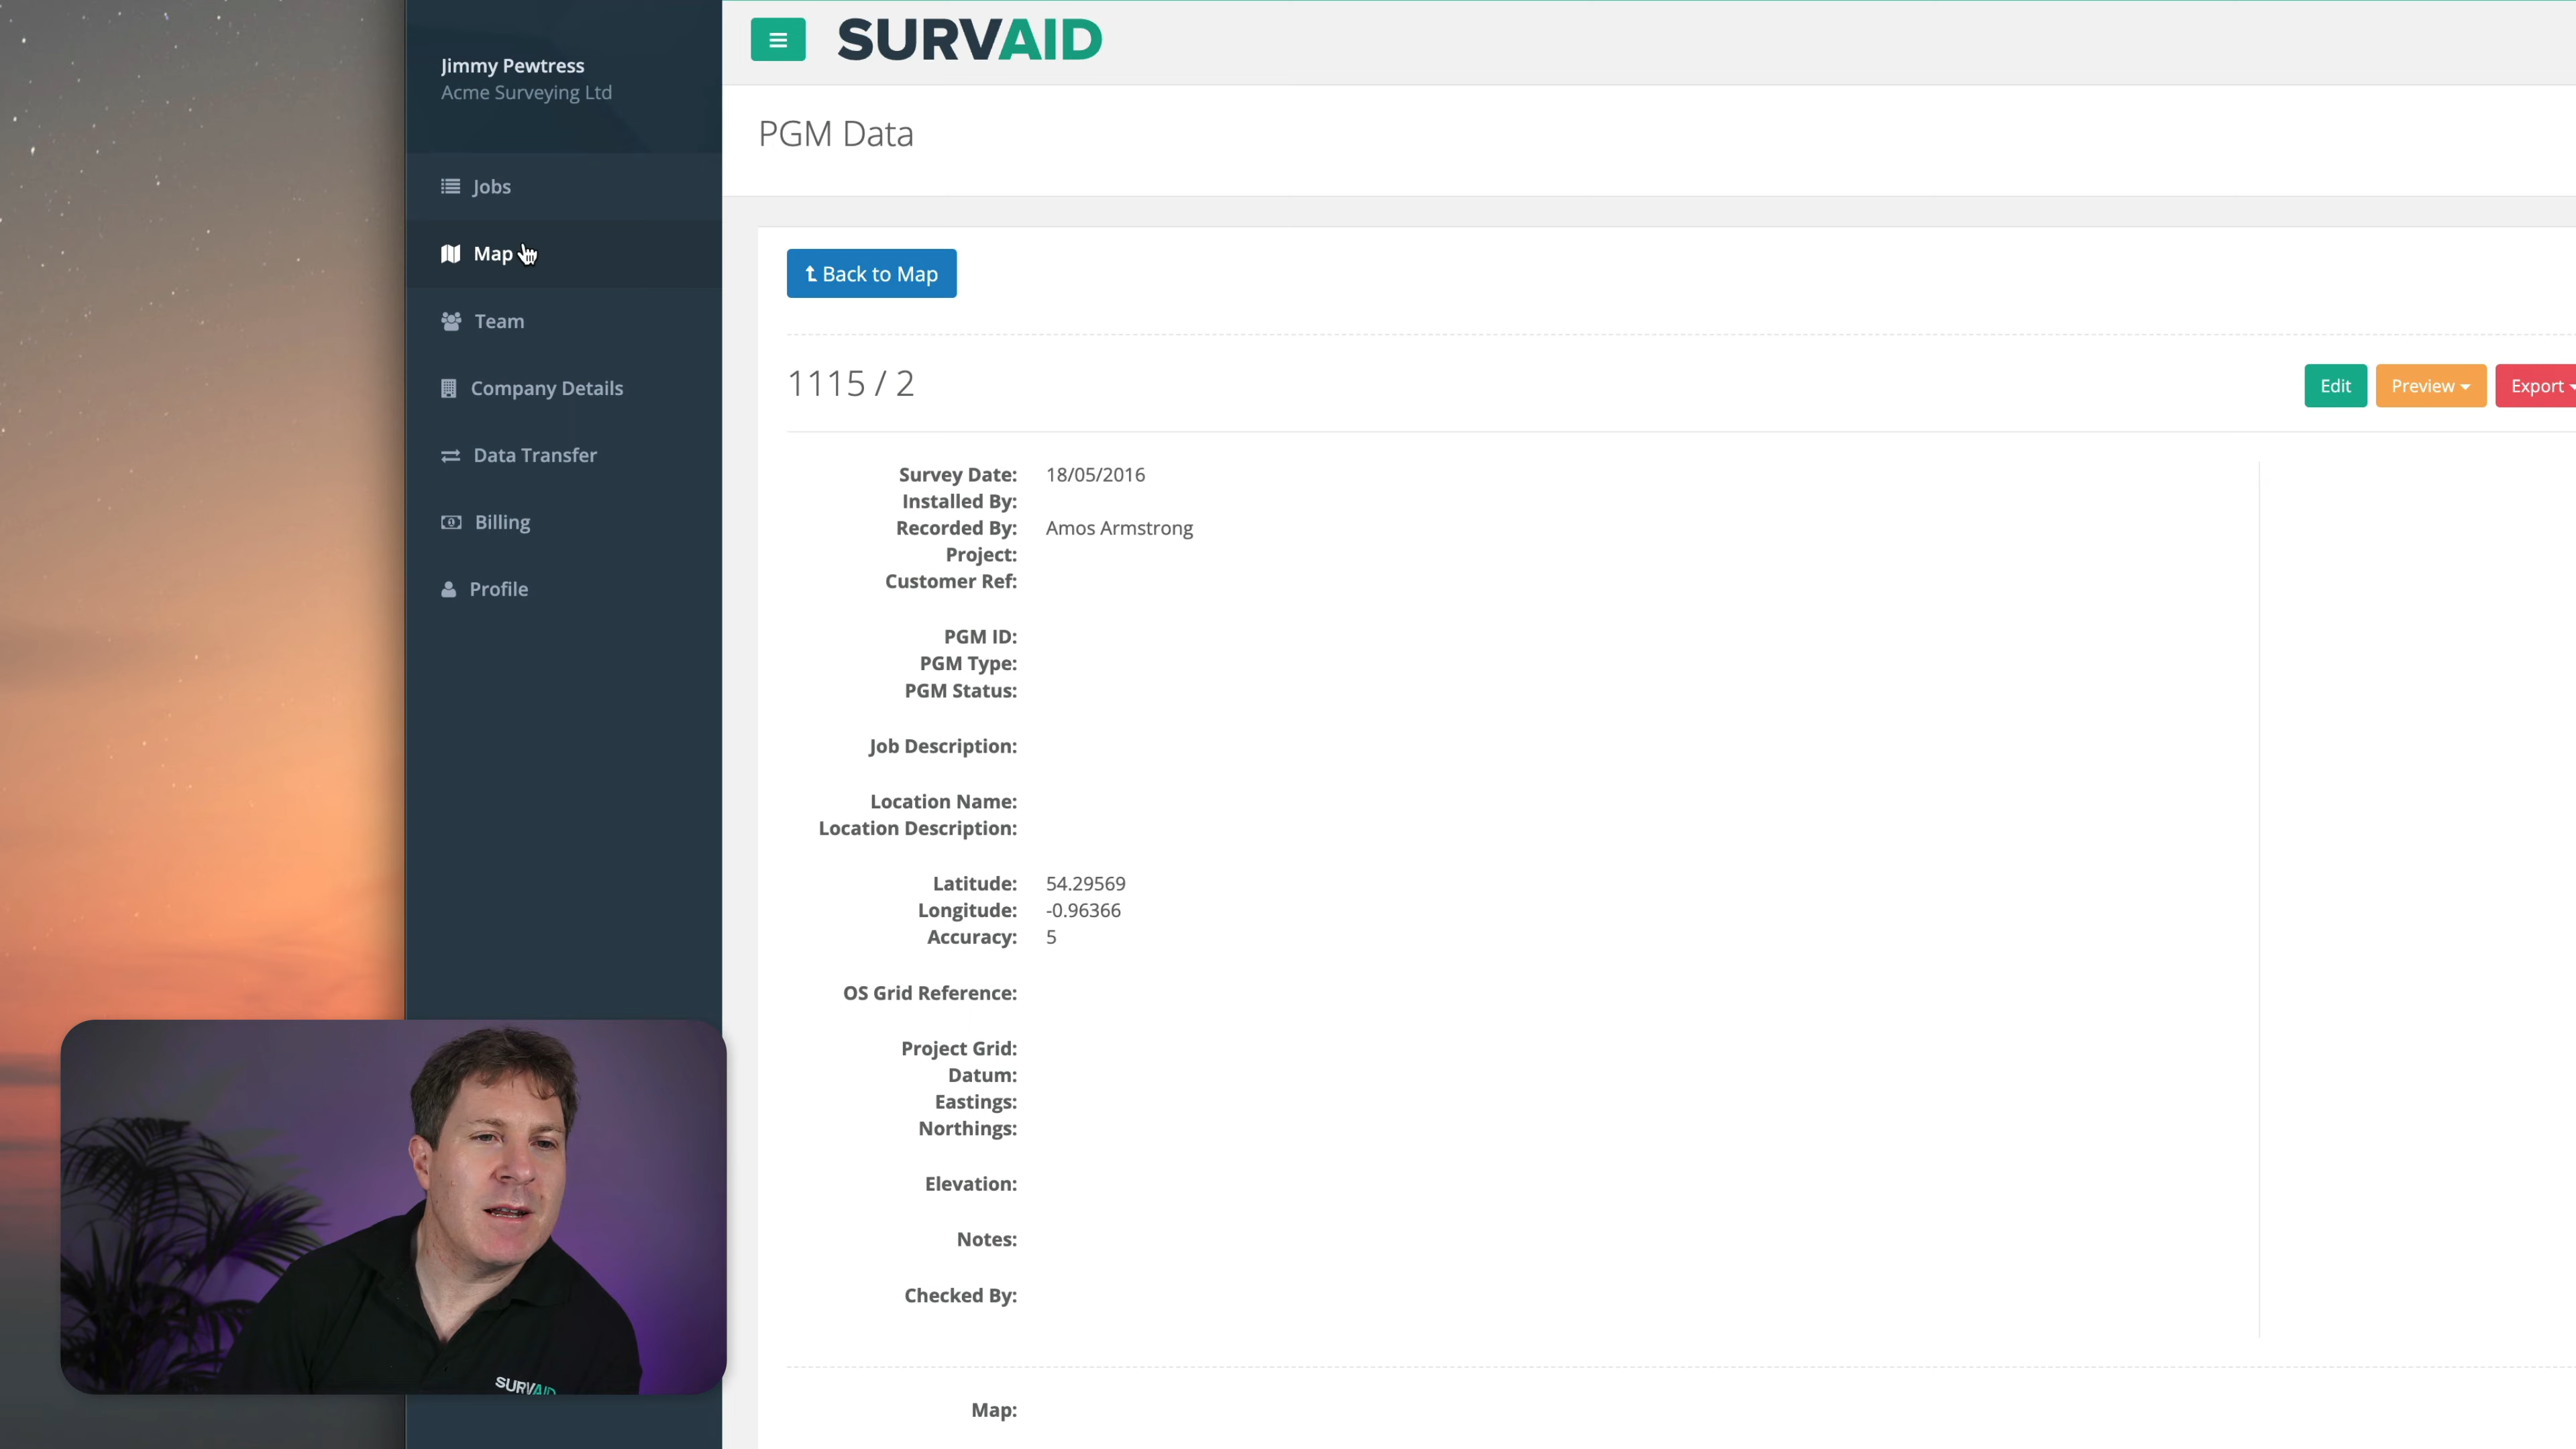 Jimmy Pewtress
Acme Surveying Ltd
Jobs
Map
Team
Company Details
Data Transfer
Billing
Profile
SURVAID
PGM Data
Back to Map
1115 / 2
Edit
Preview
Export
Survey Date: 18/05/2016
Installed By:
Recorded By: Amos Armstrong
Project:
Customer Ref:
PGM ID:
PGM Type:
PGM Status:
Job Description:
Location Name:
Location Description:
Latitude: 54.29569
Longitude: -0.96366
Accuracy: 5
OS Grid Reference:
Project Grid:
Datum:
Eastings:
Northings:
Elevation:
Notes:
Checked By:
Map:
SURVAID